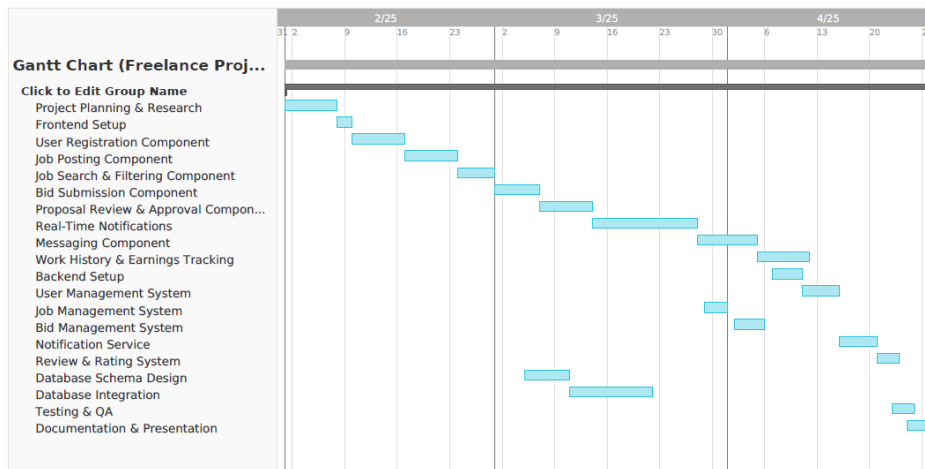 2/25 3/25 4/25
31 2 9 16 23 2 9 16 23 30 6 13 20
Gantt Chart (Freelance Proj...
Click to Edit Group Name
Project Planning & Research
Frontend Setup
User Registration Component
Job Posting Component
Job Search & Filtering Component
Bid Submission Component
Proposal Review & Approval Compon...
Real-Time Notifications
Messaging Component
Work History & Earnings Tracking
Backend Setup
User Management System
Job Management System
Bid Management System
Notification Service
Review & Rating System
Database Schema Design
Database Integration
Testing & QA
Documentation & Presentation